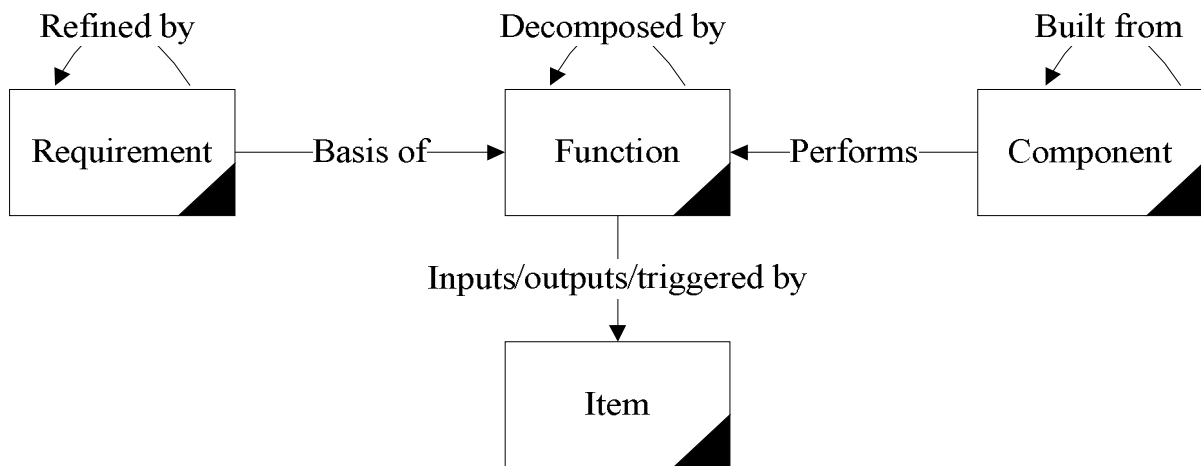 Refined by
Decomposed by
Built from
Requirement
Basis of
Function
Performs
Component
Inputs/outputs/triggered by
Item